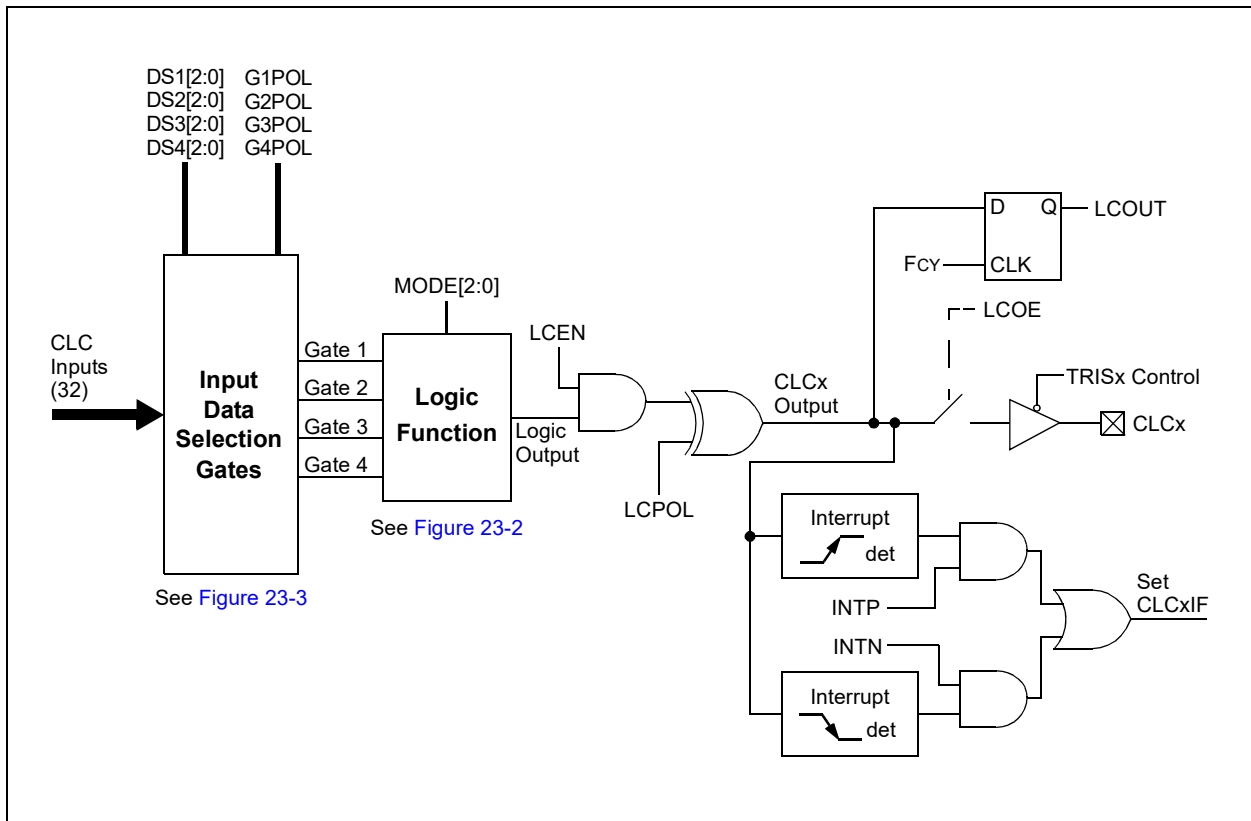 DS1[2:0] G1POL
DS2[2:0] G2POL
DS3[2:0] G3POL
DS4[2:0] G4POL
CLC
Inputs
(32)
Input
Data
Selection
Gates
See Figure 23-3
Gate 1
Gate 2
Gate 3
Gate 4
MODE[2:0]
Logic
Function
See Figure 23-2
Logic
Output
LCEN
LCPOL
CLCx
Output
D Q LCOUT
FCY CLK
LCOE
TRISx Control
CLCx
Interrupt
det
INTP
INTN
Interrupt
det
Set
CLCxIF